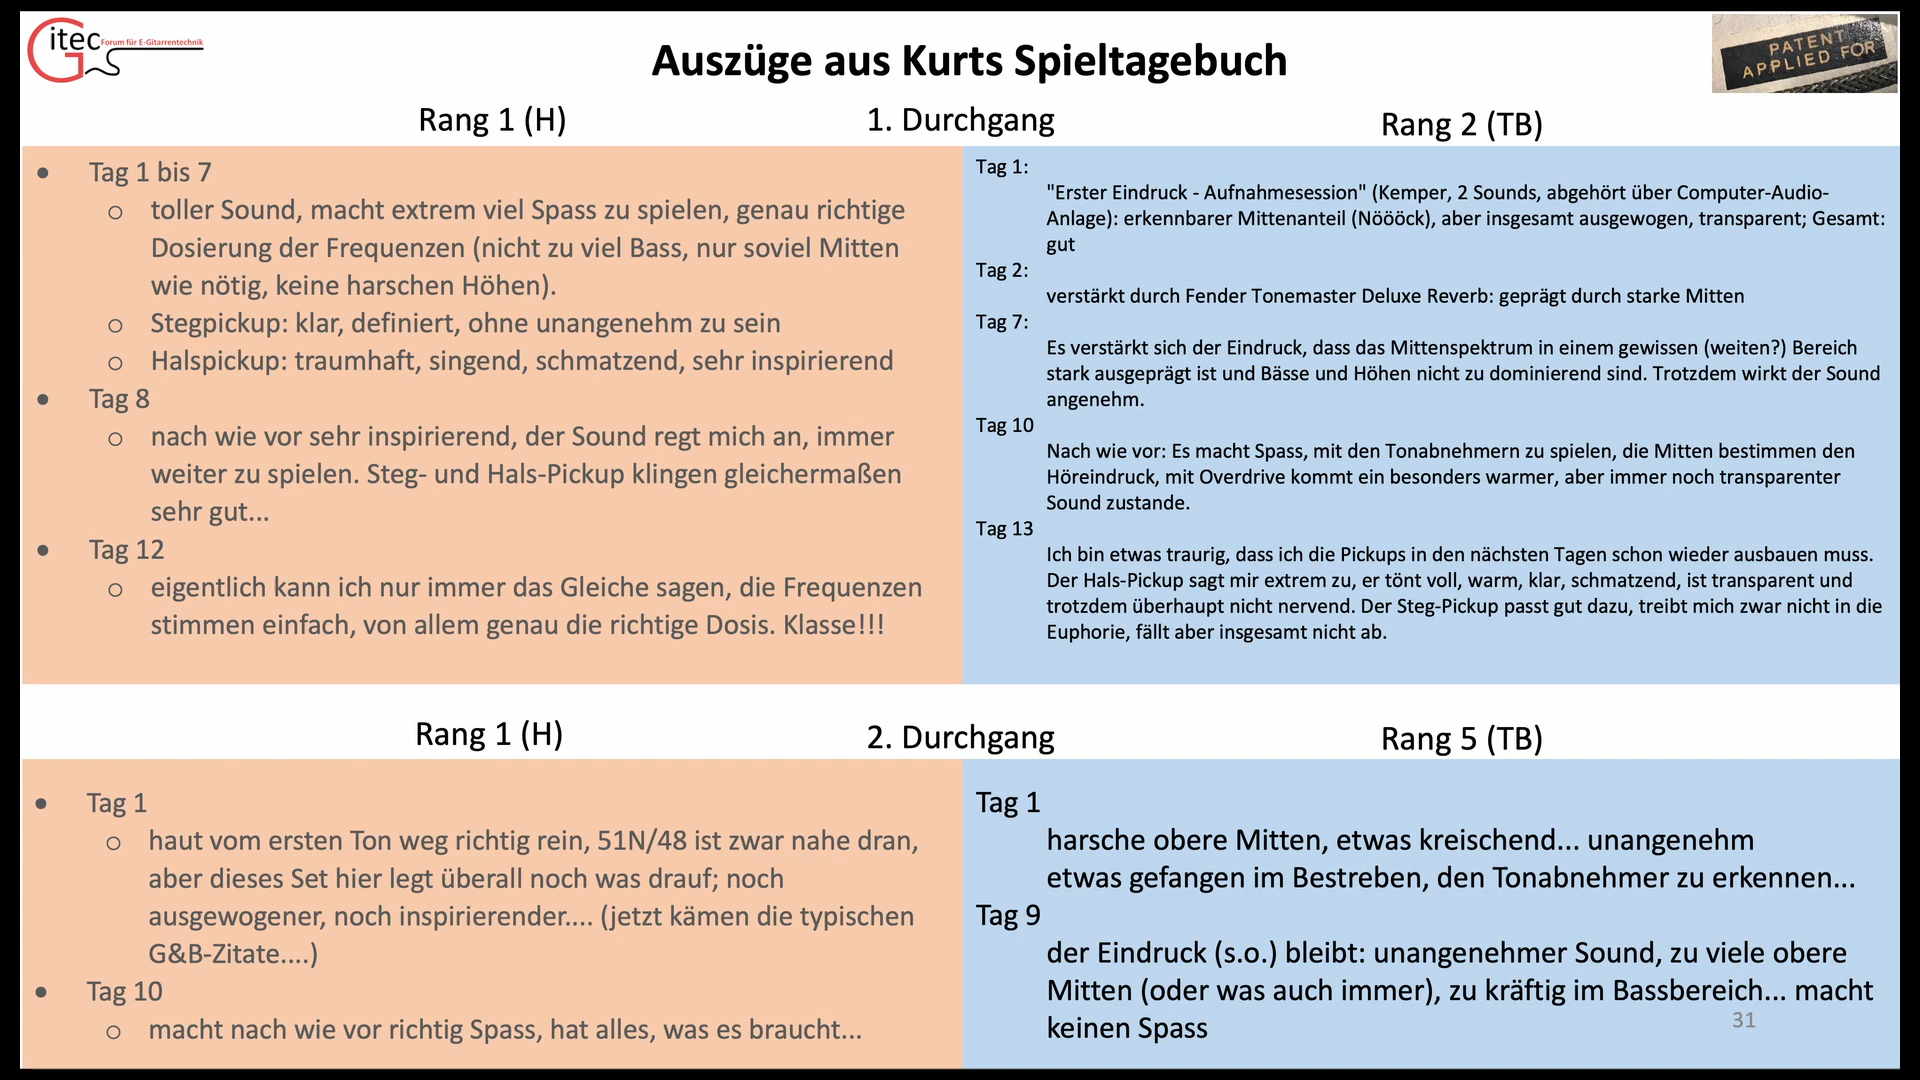 Gitec Forum für E-Gitarrentechnik
Auszüge aus Kurts Spieltagebuch
PATENT
APPLIED FOR
Rang 1 (H)
1. Durchgang
Rang 2 (TB)
• Tag 1 bis 7
o toller Sound, macht extrem viel Spass zu spielen, genau richtige
Dosierung der Frequenzen (nicht zu viel Bass, nur soviel Mitten
wie nötig, keine harschen Höhen).
o Stegpickup: klar, definiert, ohne unangenehm zu sein
o Halspickup: traumhaft, singend, schmatzend, sehr inspirierend
• Tag 8
o nach wie vor sehr inspirierend, der Sound regt mich an, immer
weiter zu spielen. Steg- und Hals-Pickup klingen gleichermaßen
sehr gut...
• Tag 12
o eigentlich kann ich nur immer das Gleiche sagen, die Frequenzen
stimmen einfach, von allem genau die richtige Dosis. Klasse!!!
Tag 1:
"Erster Eindruck - Aufnahmesession" (Kemper, 2 Sounds, abgehört über Computer-Audio-
Anlage): erkennbarer Mittenanteil (Nöööck), aber insgesamt ausgewogen, transparent; Gesamt:
gut
Tag 2:
verstärkt durch Fender Tonemaster Deluxe Reverb: geprägt durch starke Mitten
Tag 7:
Es verstärkt sich der Eindruck, dass das Mittenspektrum in einem gewissen (weiten?) Bereich
stark ausgeprägt ist und Bässe und Höhen nicht zu dominierend sind. Trotzdem wirkt der Sound
angenehm.
Tag 10
Nach wie vor: Es macht Spass, mit den Tonabnehmern zu spielen, die Mitten bestimmen den
Höreindruck, mit Overdrive kommt ein besonders warmer, aber immer noch transparenter
Sound zustande.
Tag 13
Ich bin etwas traurig, dass ich die Pickups in den nächsten Tagen schon wieder ausbauen muss.
Der Hals-Pickup sagt mir extrem zu, er tönt voll, warm, klar, schmatzend, ist transparent und
trotzdem überhaupt nicht nervend. Der Steg-Pickup passt gut dazu, treibt mich zwar nicht in die
Euphorie, fällt aber insgesamt nicht ab.
Rang 1 (H)
2. Durchgang
Rang 5 (TB)
• Tag 1
o haut vom ersten Ton weg richtig rein, 51N/48 ist zwar nahe dran,
aber dieses Set hier legt überall noch was drauf; noch
ausgewogener, noch inspirierender.... (jetzt kämen die typischen
G&B-Zitate....)
• Tag 10
o macht nach wie vor richtig Spass, hat alles, was es braucht...
Tag 1
harsche obere Mitten, etwas kreischend... unangenehm
etwas gefangen im Bestreben, den Tonabnehmer zu erkennen...
Tag 9
der Eindruck (s.o.) bleibt: unangenehmer Sound, zu viele obere
Mitten (oder was auch immer), zu kräftig im Bassbereich... macht
keinen Spass
31